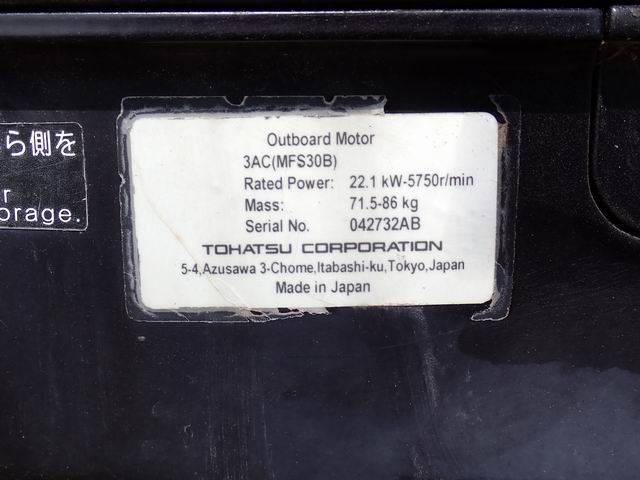 ら側を
r
orage.
Outboard Motor
3AC(MFS30B)
Rated Power: 22.1 kW-5750r/min
Mass: 71.5-86 kg
Serial No. 042732AB
TOHATSU CORPORATION
5-4,Azusawa 3-Chome,Itabashi-ku,Tokyo,Japan
Made in Japan